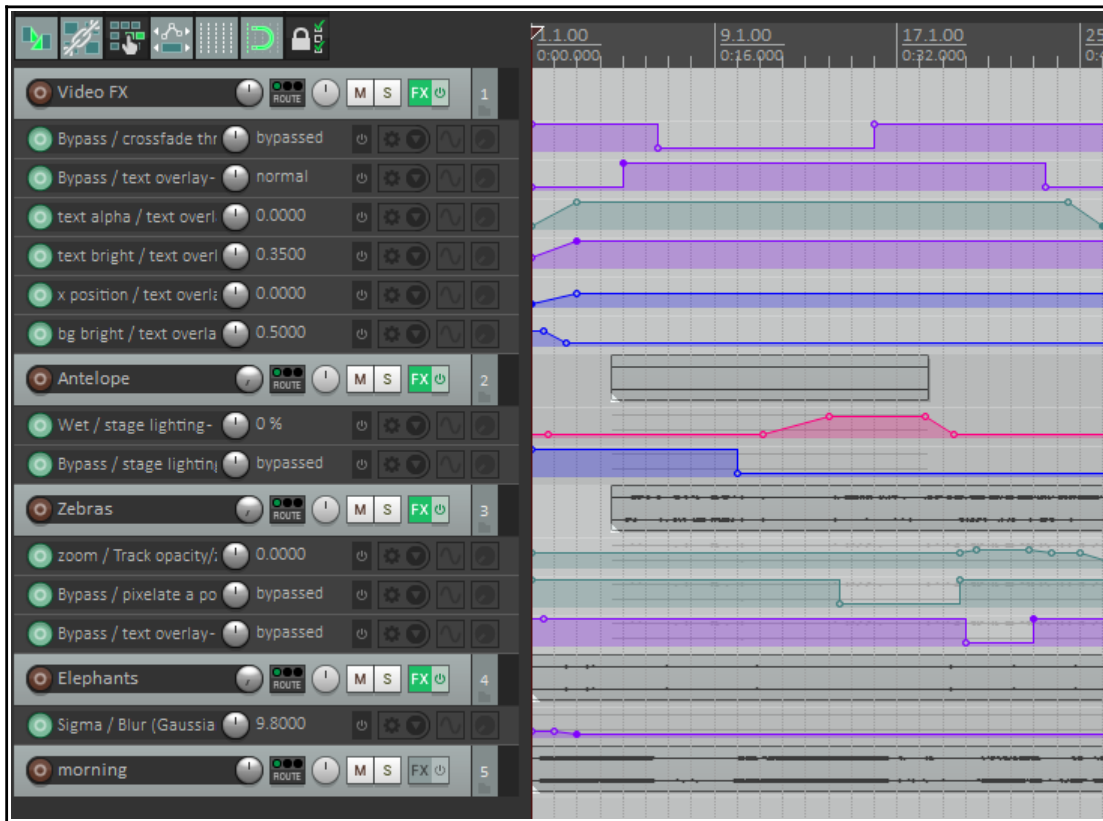 1.1.00 9.1.00 17.1.00 25
0:00.000 0:16.000 0:32.000 0:4
Video FX ROUTE M S FX 1
Bypass / crossfade thr bypassed
Bypass / text overlay- normal
text alpha / text overl 0.0000
text bright / text overl 0.3500
x position / text overla 0.0000
bg bright / text overla 0.5000
Antelope ROUTE M S FX 2
Wet / stage lighting- 0 %
Bypass / stage lighting bypassed
Zebras ROUTE M S FX 3
zoom / Track opacity/z 0.0000
Bypass / pixelate a po bypassed
Bypass / text overlay- bypassed
Elephants ROUTE M S FX 4
Sigma / Blur (Gaussia 9.8000
morning ROUTE M S FX 5